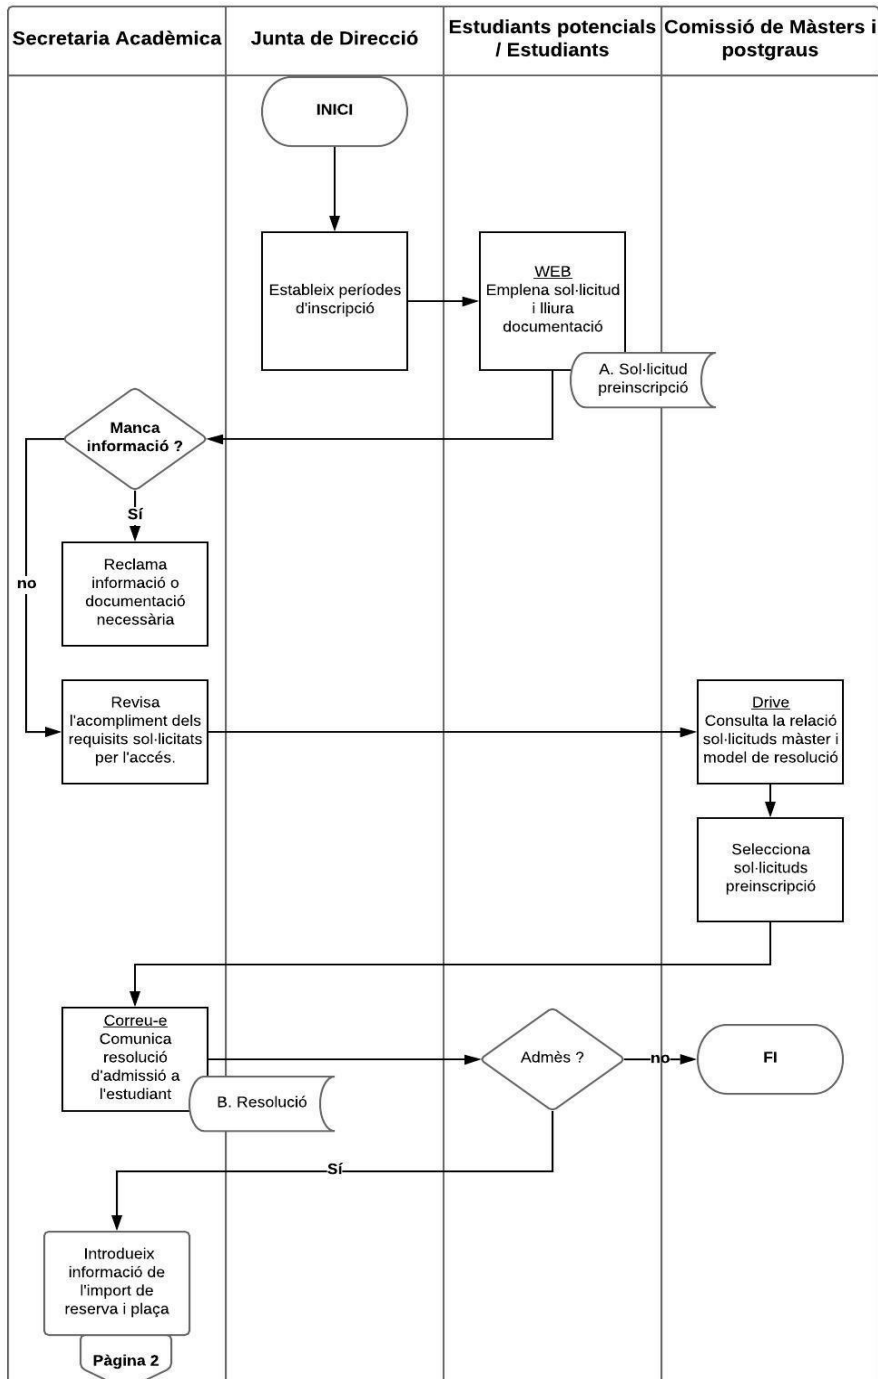 Secretaria Acadèmica
Junta de Direcció
Estudiants potencials
/ Estudiants
Comissió de Màsters i
postgraus
INICI
Estableix períodes
d'inscripció
WEB
Emplena sol·licitud
i lliura
documentació
A. Sol·licitud
preinscripció
Manca
informació ?
Sí
no
Reclama
informació o
documentació
necessària
Revisa
l'acompliment dels
requisits sol·licitats
per l'accés.
Drive
Consulta la relació
sol·licituds màster i
model de resolució
Selecciona
sol·licituds
preinscripció
Correu-e
Comunica
resolució
d'admissió a
l'estudiant
B. Resolució
Admès ?
no
FI
Sí
Introdueix
informació de
l'import de
reserva i plaça
Pàgina 2